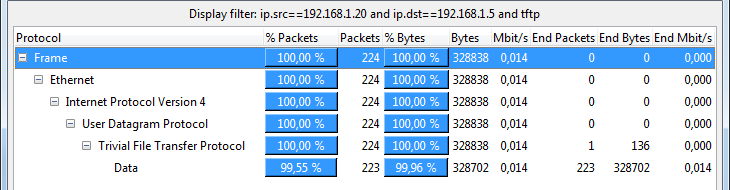 Display filter: ip.src==192.168.1.20 and ip.dst==192.168.1.5 and tftp
Protocol % Packets Packets % Bytes Bytes Mbit/s End Packets End Bytes End Mbit/s
Frame 100,00 % 224 100,00 % 328838 0,014 0 0 0,000
Ethernet 100,00 % 224 100,00 % 328838 0,014 0 0 0,000
Internet Protocol Version 4 100,00 % 224 100,00 % 328838 0,014 0 0 0,000
User Datagram Protocol 100,00 % 224 100,00 % 328838 0,014 0 0 0,000
Trivial File Transfer Protocol 100,00 % 224 100,00 % 328838 0,014 1 136 0,000
Data 99,55 % 223 99,96 % 328702 0,014 223 328702 0,014